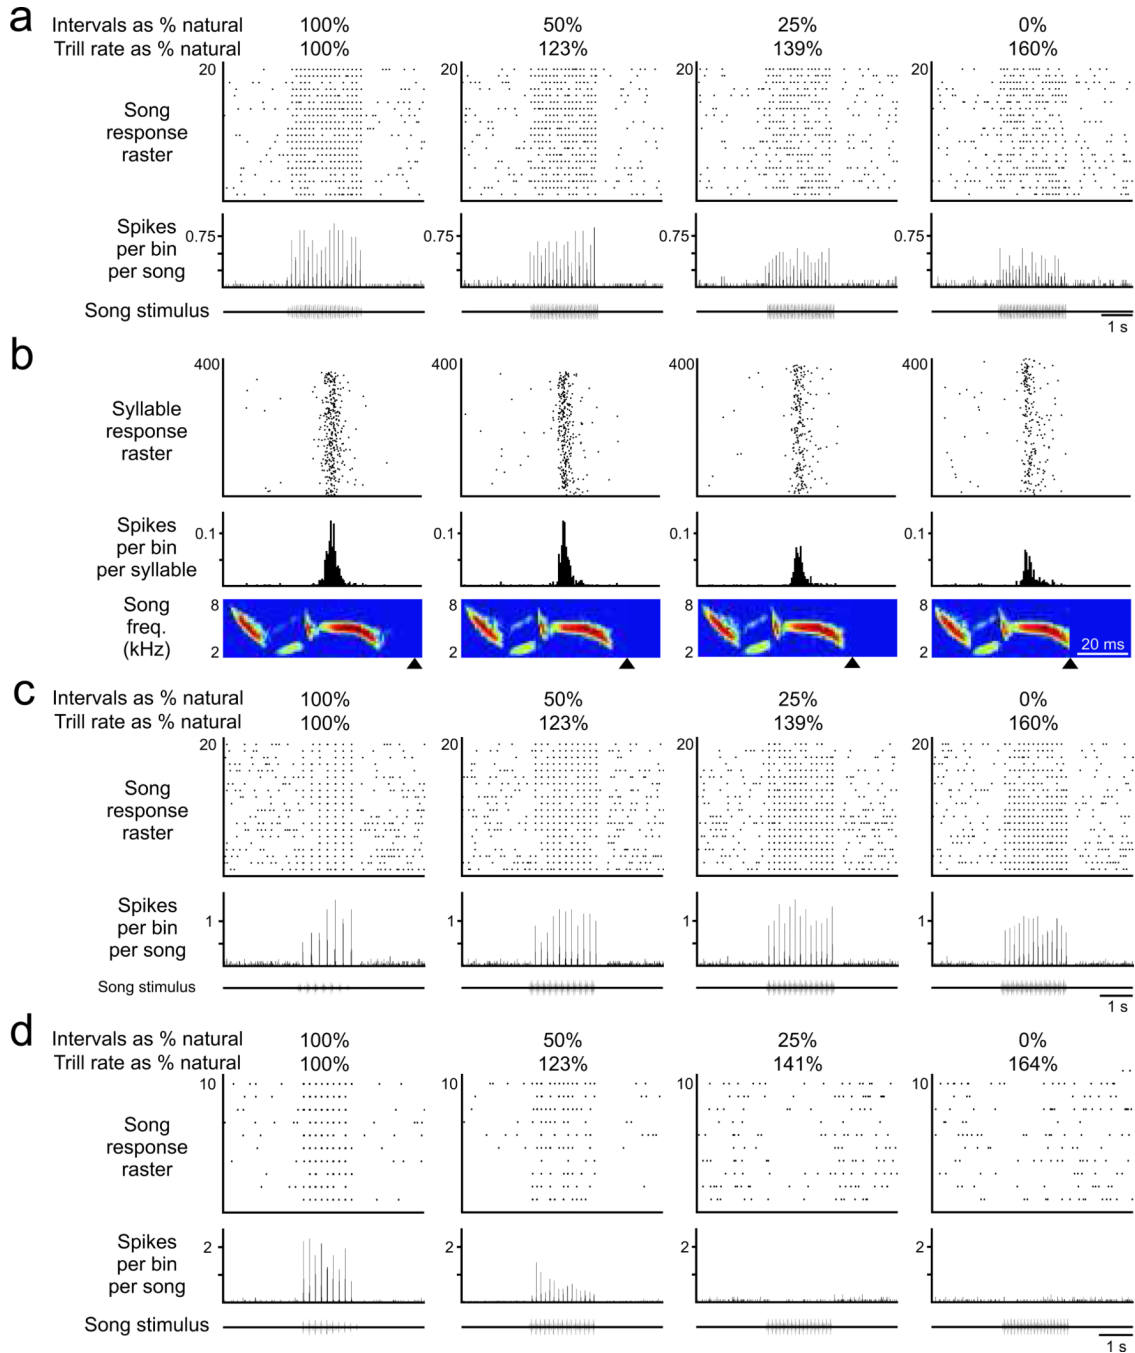 a
Intervals as % natural 100% 50% 25% 0%
Trill rate as % natural 100% 123% 139% 160%
20 20 20 20
Song
response
raster
Spikes
per bin
per song
0.75 0.75 0.75 0.75
Song stimulus
1 s
b
400 400 400 400
Syllable
response
raster
Spikes
per bin
per syllable
0.1 0.1 0.1 0.1
Song
freq.
(kHz)
8 8 8 8
2 2 2 2
20 ms
c
Intervals as % natural 100% 50% 25% 0%
Trill rate as % natural 100% 123% 139% 160%
20 20 20 20
Song
response
raster
Spikes
per bin
per song
1 1 1 1
Song stimulus
1 s
d
Intervals as % natural 100% 50% 25% 0%
Trill rate as % natural 100% 123% 141% 164%
10 10 10 10
Song
response
raster
Spikes
per bin
per song
2 2 2 2
Song stimulus
1 s